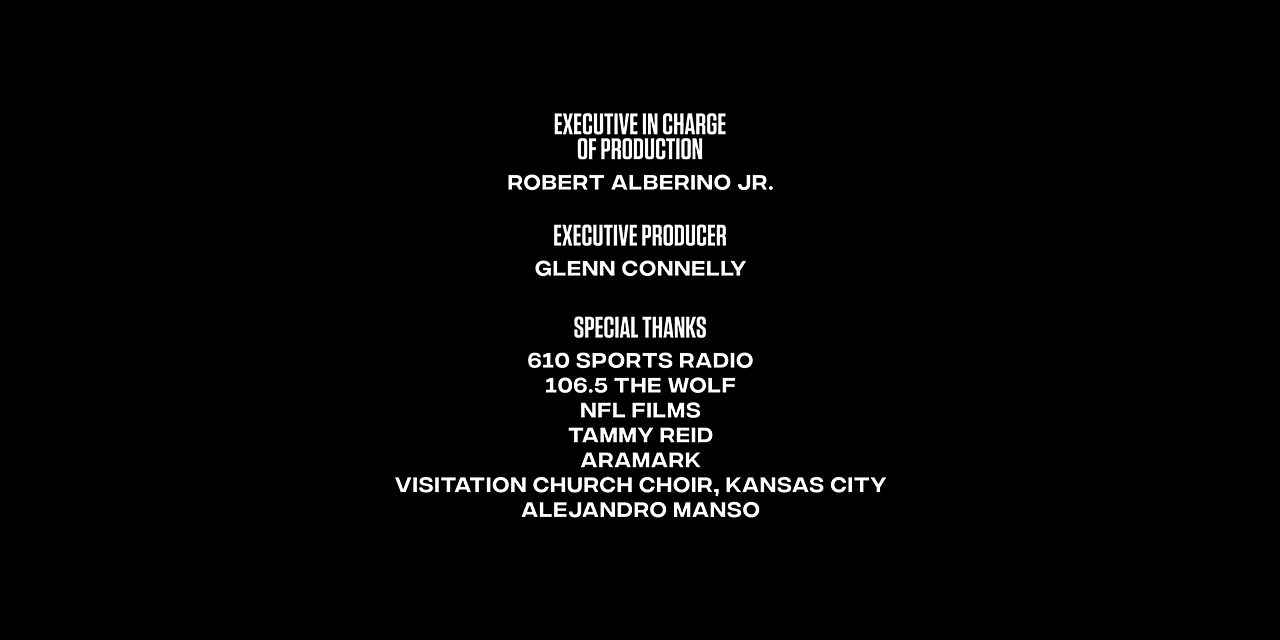 EXECUTIVE IN CHARGE
OF PRODUCTION
ROBERT ALBERINO JR.
EXECUTIVE PRODUCER
GLENN CONNELLY
SPECIAL THANKS
610 SPORTS RADIO
106.5 THE WOLF
NFL FILMS
TAMMY REID
ARAMARK
VISITATION CHURCH CHOIR, KANSAS CITY
ALEJANDRO MANSO